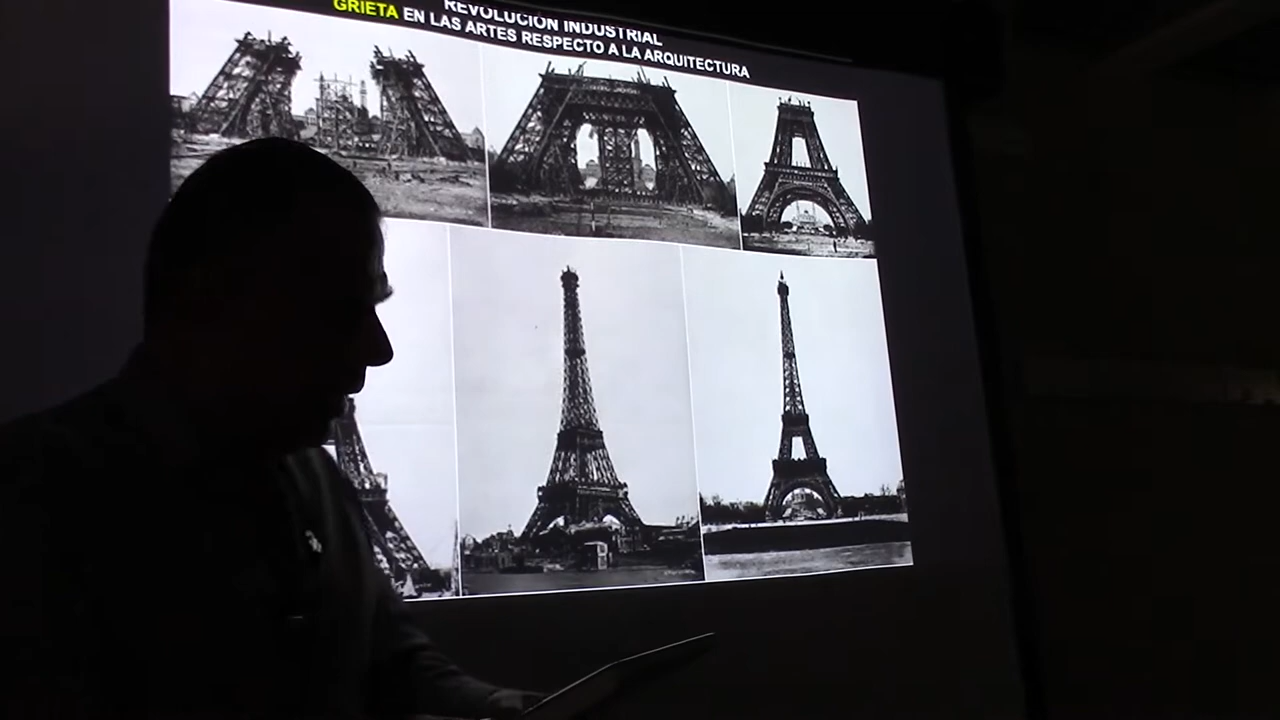 REVOLUCIÓN INDUSTRIAL
GRIETA EN LAS ARTES RESPECTO A LA ARQUITECTURA